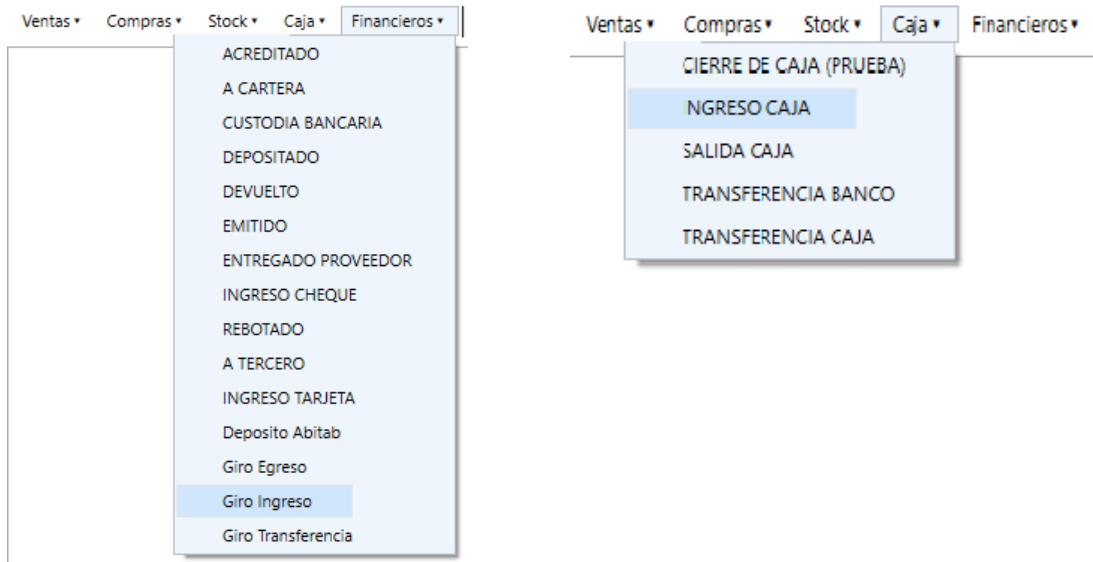 Ventas ▾ Compras ▾ Stock ▾ Caja ▾ Financieros ▾
ACREDITADO
A CARTERA
CUSTODIA BANCARIA
DEPOSITADO
DEVUELTO
EMITIDO
ENTREGADO PROVEEDOR
INGRESO CHEQUE
REBOTADO
A TERCERO
INGRESO TARJETA
Deposito Abitab
Giro Egreso
Giro Ingreso
Giro Transferencia
Ventas ▾ Compras ▾ Stock ▾ Caja ▾ Financieros ▾
CIERRE DE CAJA (PRUEBA)
INGRESO CAJA
SALIDA CAJA
TRANSFERENCIA BANCO
TRANSFERENCIA CAJA